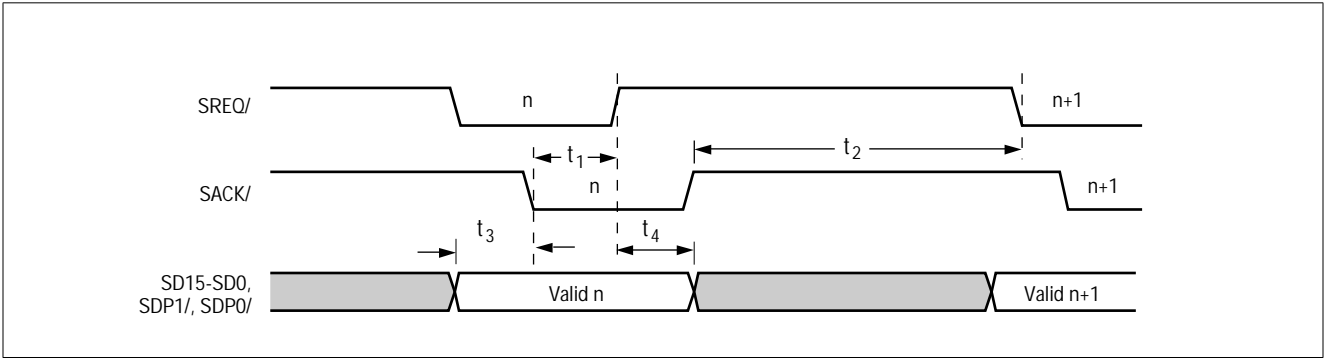 SREQ/
n
n+1
t1
t2
SACK/
n
n+1
t3
t4
SD15-SD0,
SDP1/, SDP0/
Valid n
Valid n+1